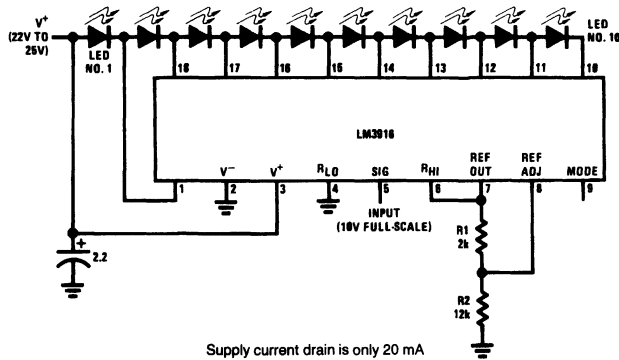 V+
(22V TO
25V)
LED
NO. 1
LED
NO. 10
18 17 16 15 14 13 12 11 10
LM3916
V− V+ RLO SIG RHI REF OUT REF ADJ MODE
1 2 3 4 5 6 7 8 9
INPUT
(10V FULL-SCALE)
+
2.2
R1
2k
R2
12k
Supply current drain is only 20 mA